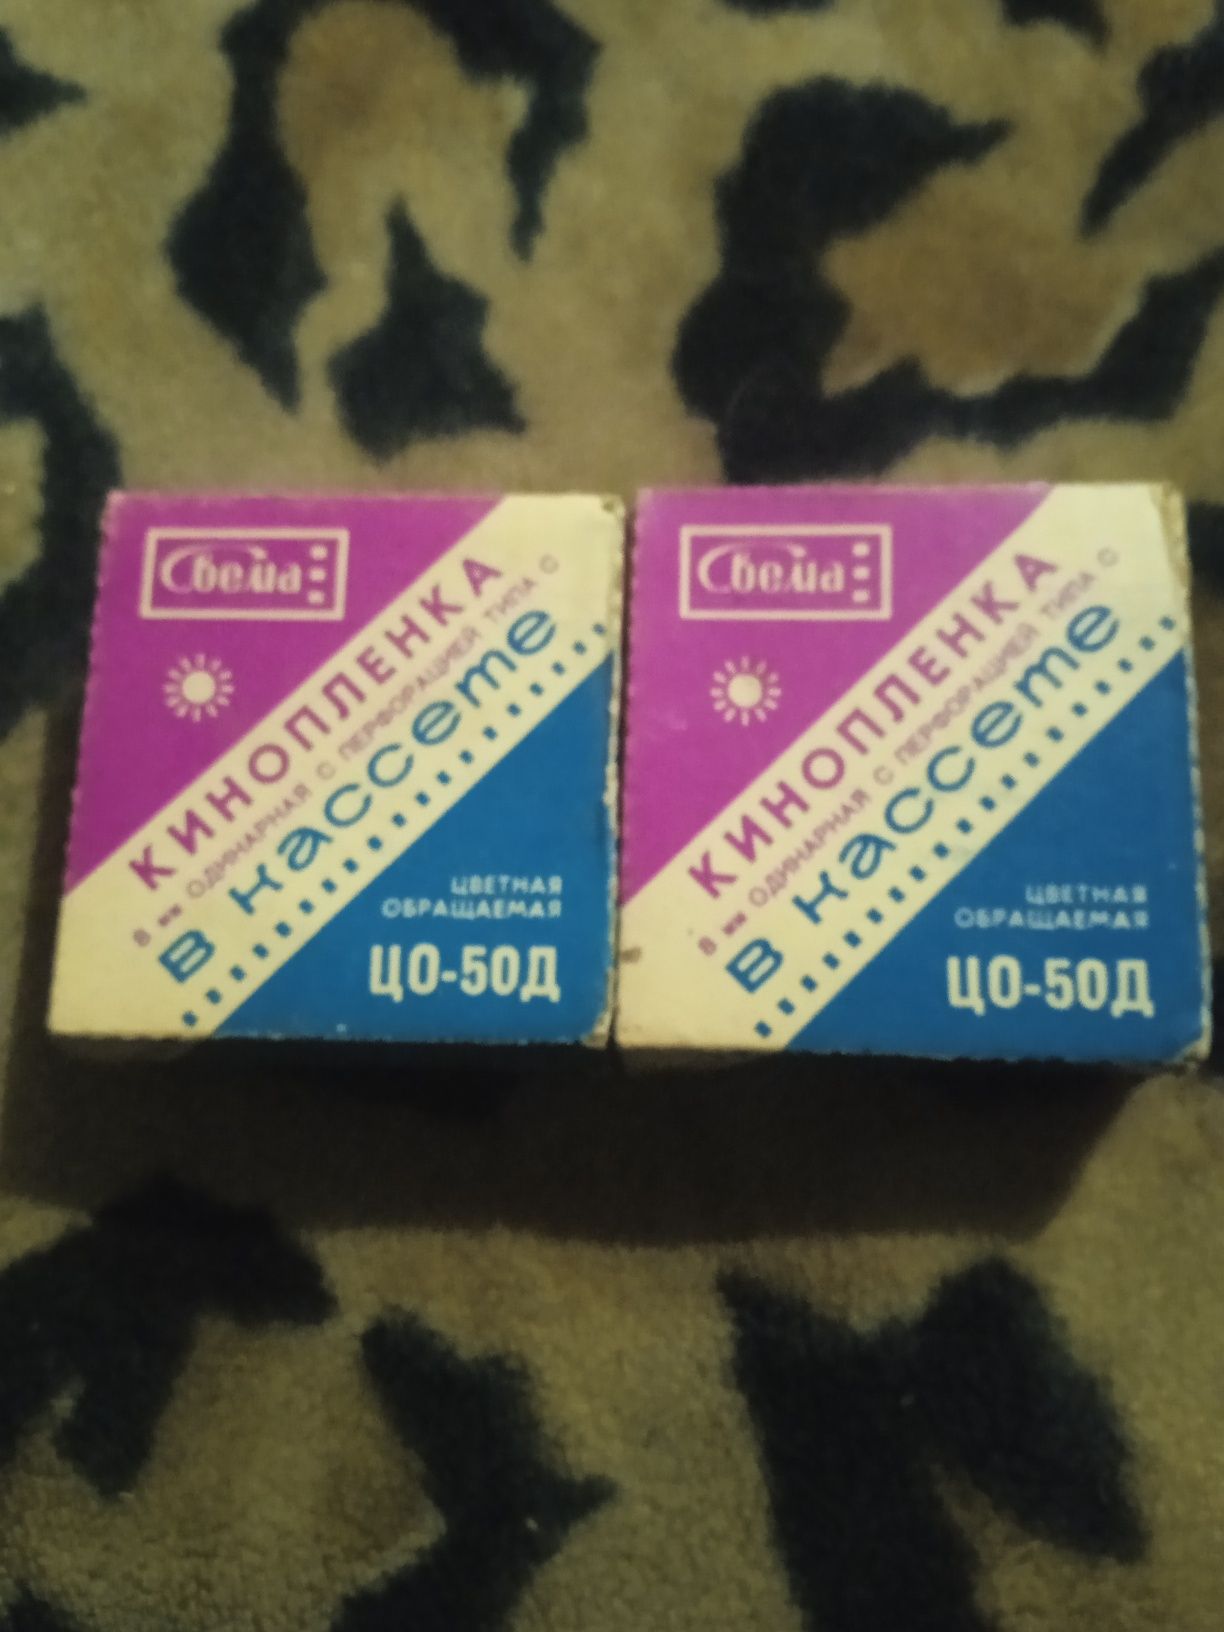 Свема
КИНОПЛЕНКА
8 мм ОДИНАРНАЯ С ПЕРФОРАЦИЕЙ ТИПА С
в кассете
ЦВЕТНАЯ
ОБРАЩАЕМАЯ
ЦО-50Д
Свема
КИНОПЛЕНКА
8 мм ОДИНАРНАЯ С ПЕРФОРАЦИЕЙ ТИПА С
в кассете
ЦВЕТНАЯ
ОБРАЩАЕМАЯ
ЦО-50Д